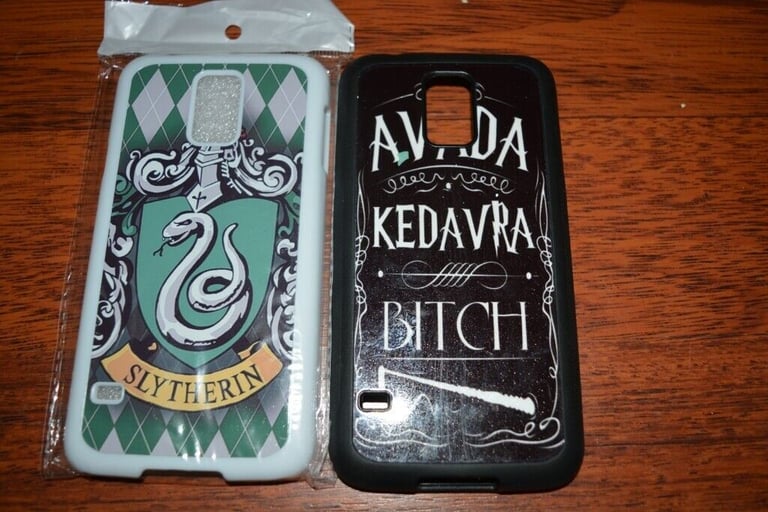 SLYTHERIN
AVADA
KEDAVRA
BITCH